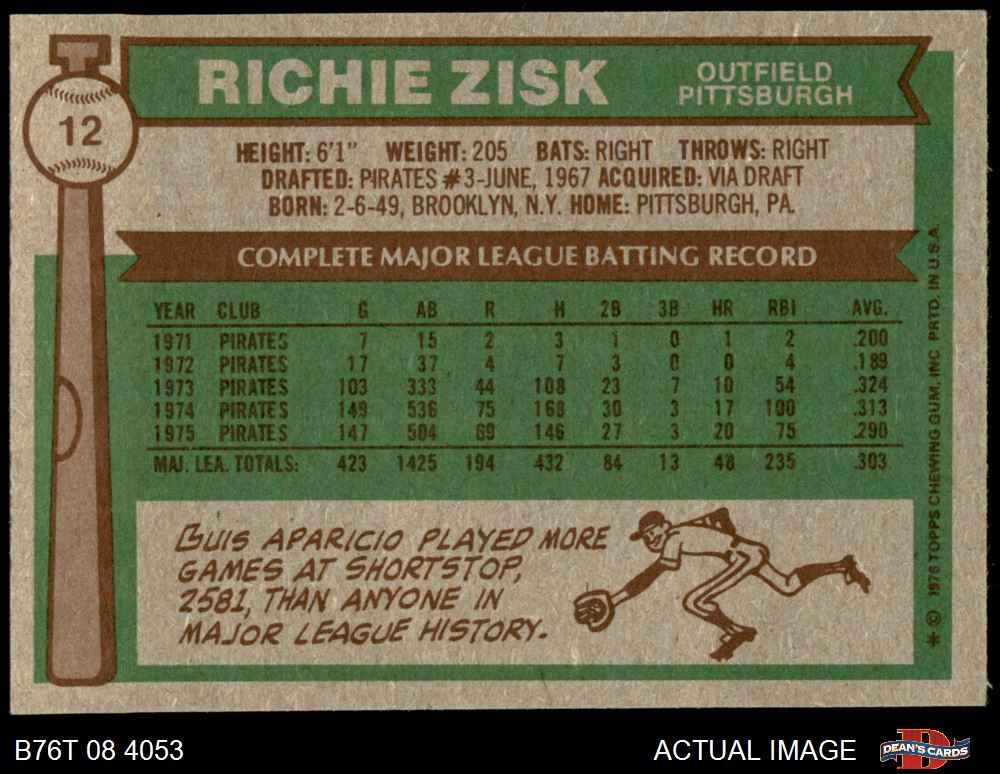 12
RICHIE ZISK
OUTFIELD
PITTSBURGH
HEIGHT: 6'1" WEIGHT: 205 BATS: RIGHT THROWS: RIGHT
DRAFTED: PIRATES #3-JUNE, 1967 ACQUIRED: VIA DRAFT
BORN: 2-6-49, BROOKLYN, N.Y. HOME: PITTSBURGH, PA.
COMPLETE MAJOR LEAGUE BATTING RECORD
YEAR CLUB G AB R H 2B 3B HR RBI AVG.
1971 PIRATES 7 15 2 3 1 0 1 2 .200
1972 PIRATES 17 37 4 7 3 0 0 4 .189
1973 PIRATES 103 333 44 108 23 7 10 54 .324
1974 PIRATES 149 536 75 168 30 3 17 100 .313
1975 PIRATES 147 504 69 146 27 3 20 75 .290
MAJ. LEA. TOTALS: 423 1425 194 432 84 13 48 235 .303
LUIS APARICIO PLAYED MORE
GAMES AT SHORTSTOP,
2581, THAN ANYONE IN
MAJOR LEAGUE HISTORY.
* © 1976 TOPPS CHEWING GUM, INC PRTD. IN U.S.A.
B76T 08 4053
ACTUAL IMAGE
DEAN'S CARDS